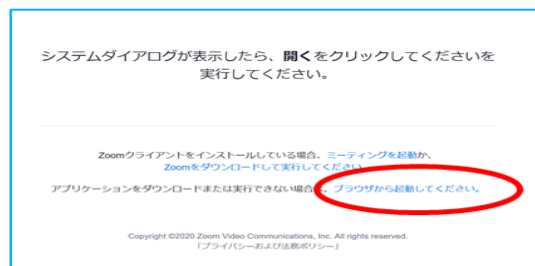 システムダイアログが表示したら、開くをクリックしてくださいを
実行してください。
Zoomクライアントをインストールしている場合、ミーティングを起動か、
Zoomをダウンロードして実行してください
アプリケーションをダウンロードまたは実行できない場合は、ブラウザから起動してください。
Copyright ©2020 Zoom Video Communications, Inc. All rights reserved.
「プライバシーおよび法務ポリシー」